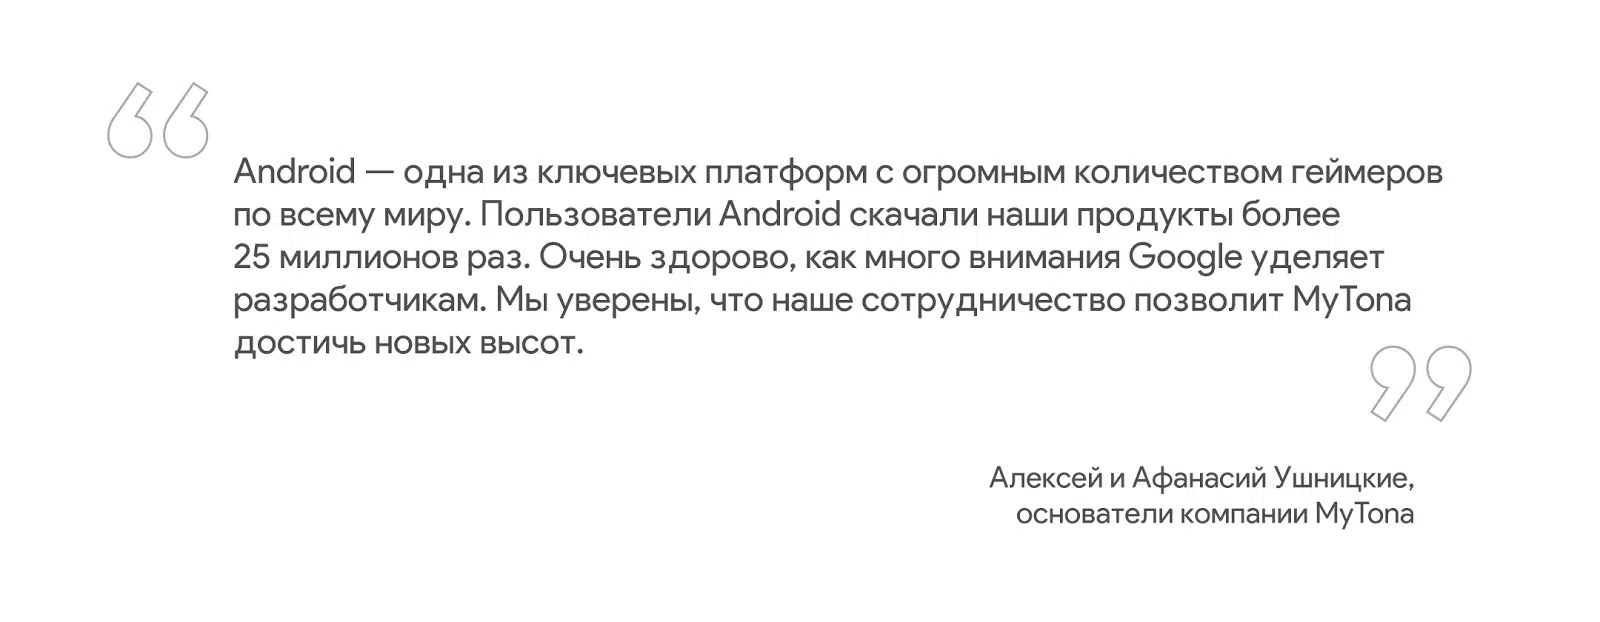 “
Android — одна из ключевых платформ с огромным количеством геймеров
по всему миру. Пользователи Android скачали наши продукты более
25 миллионов раз. Очень здорово, как много внимания Google уделяет
разработчикам. Мы уверены, что наше сотрудничество позволит MyTona
достичь новых высот.
”
Алексей и Афанасий Ушницкие,
основатели компании MyTona